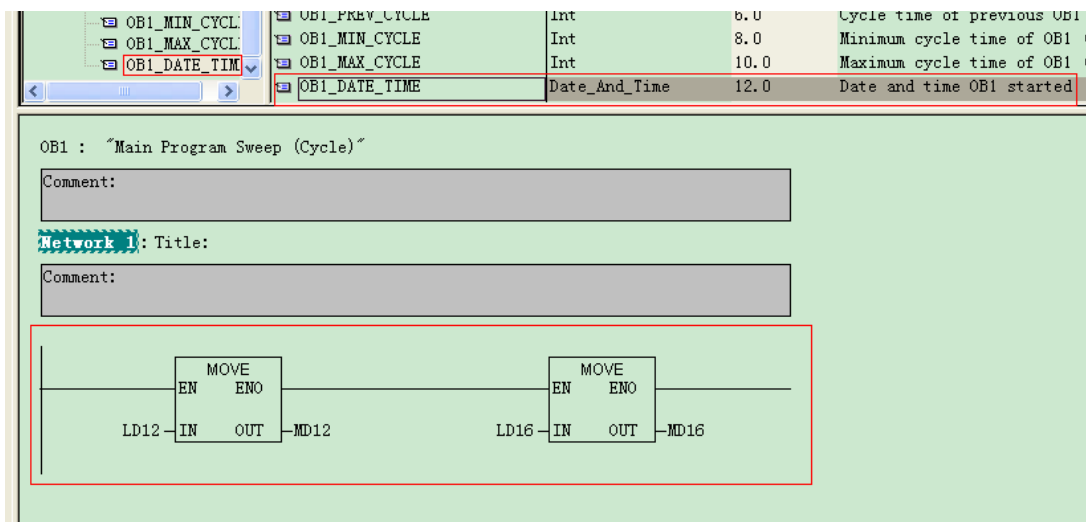 OB1_MIN_CYCL.
OB1_MAX_CYCL.
OB1_DATE_TIM
OB1_PREV_CYCLE Int 6.0 Cycle time of previous OB1
OB1_MIN_CYCLE Int 8.0 Minimum cycle time of OB1
OB1_MAX_CYCLE Int 10.0 Maximum cycle time of OB1
OB1_DATE_TIME Date_And_Time 12.0 Date and time OB1 started
OB1 : "Main Program Sweep (Cycle)"
Comment:
Network 1: Title:
Comment:
MOVE MOVE
EN ENO EN ENO
LD12 IN OUT MD12 LD16 IN OUT MD16